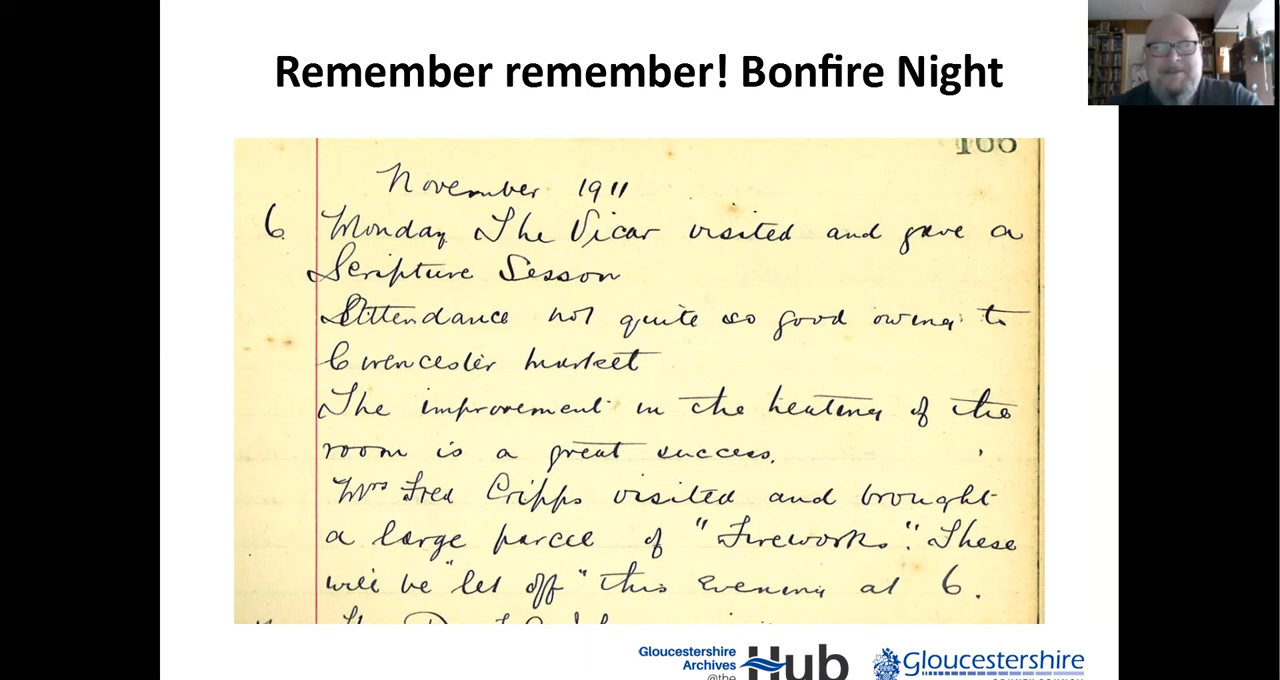 Remember remember! Bonfire Night
166
November 1911
6. Monday The Vicar visited and gave a
Scripture Lesson
Attendance not quite so good owing to
Cirencester market
The improvement in the heating of the
room is a great success.
Mrs Fred Cripps visited and brought
a large parcel of "Fireworks". These
will be "let off" this evening at 6.
Gloucestershire
Archives
@the
Hub
Gloucestershire